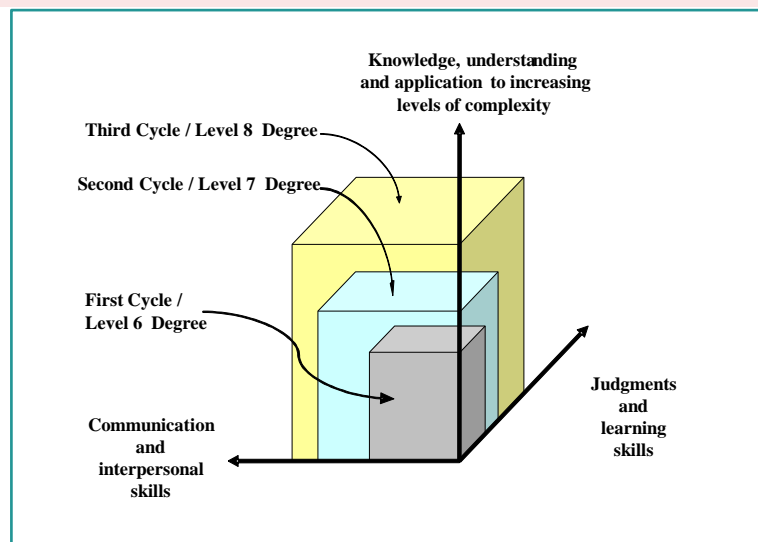 Knowledge, understanding
and application to increasing
levels of complexity
Third Cycle / Level 8 Degree
Second Cycle / Level 7 Degree
First Cycle /
Level 6 Degree
Judgments
and
learning
skills
Communication
and
interpersonal
skills